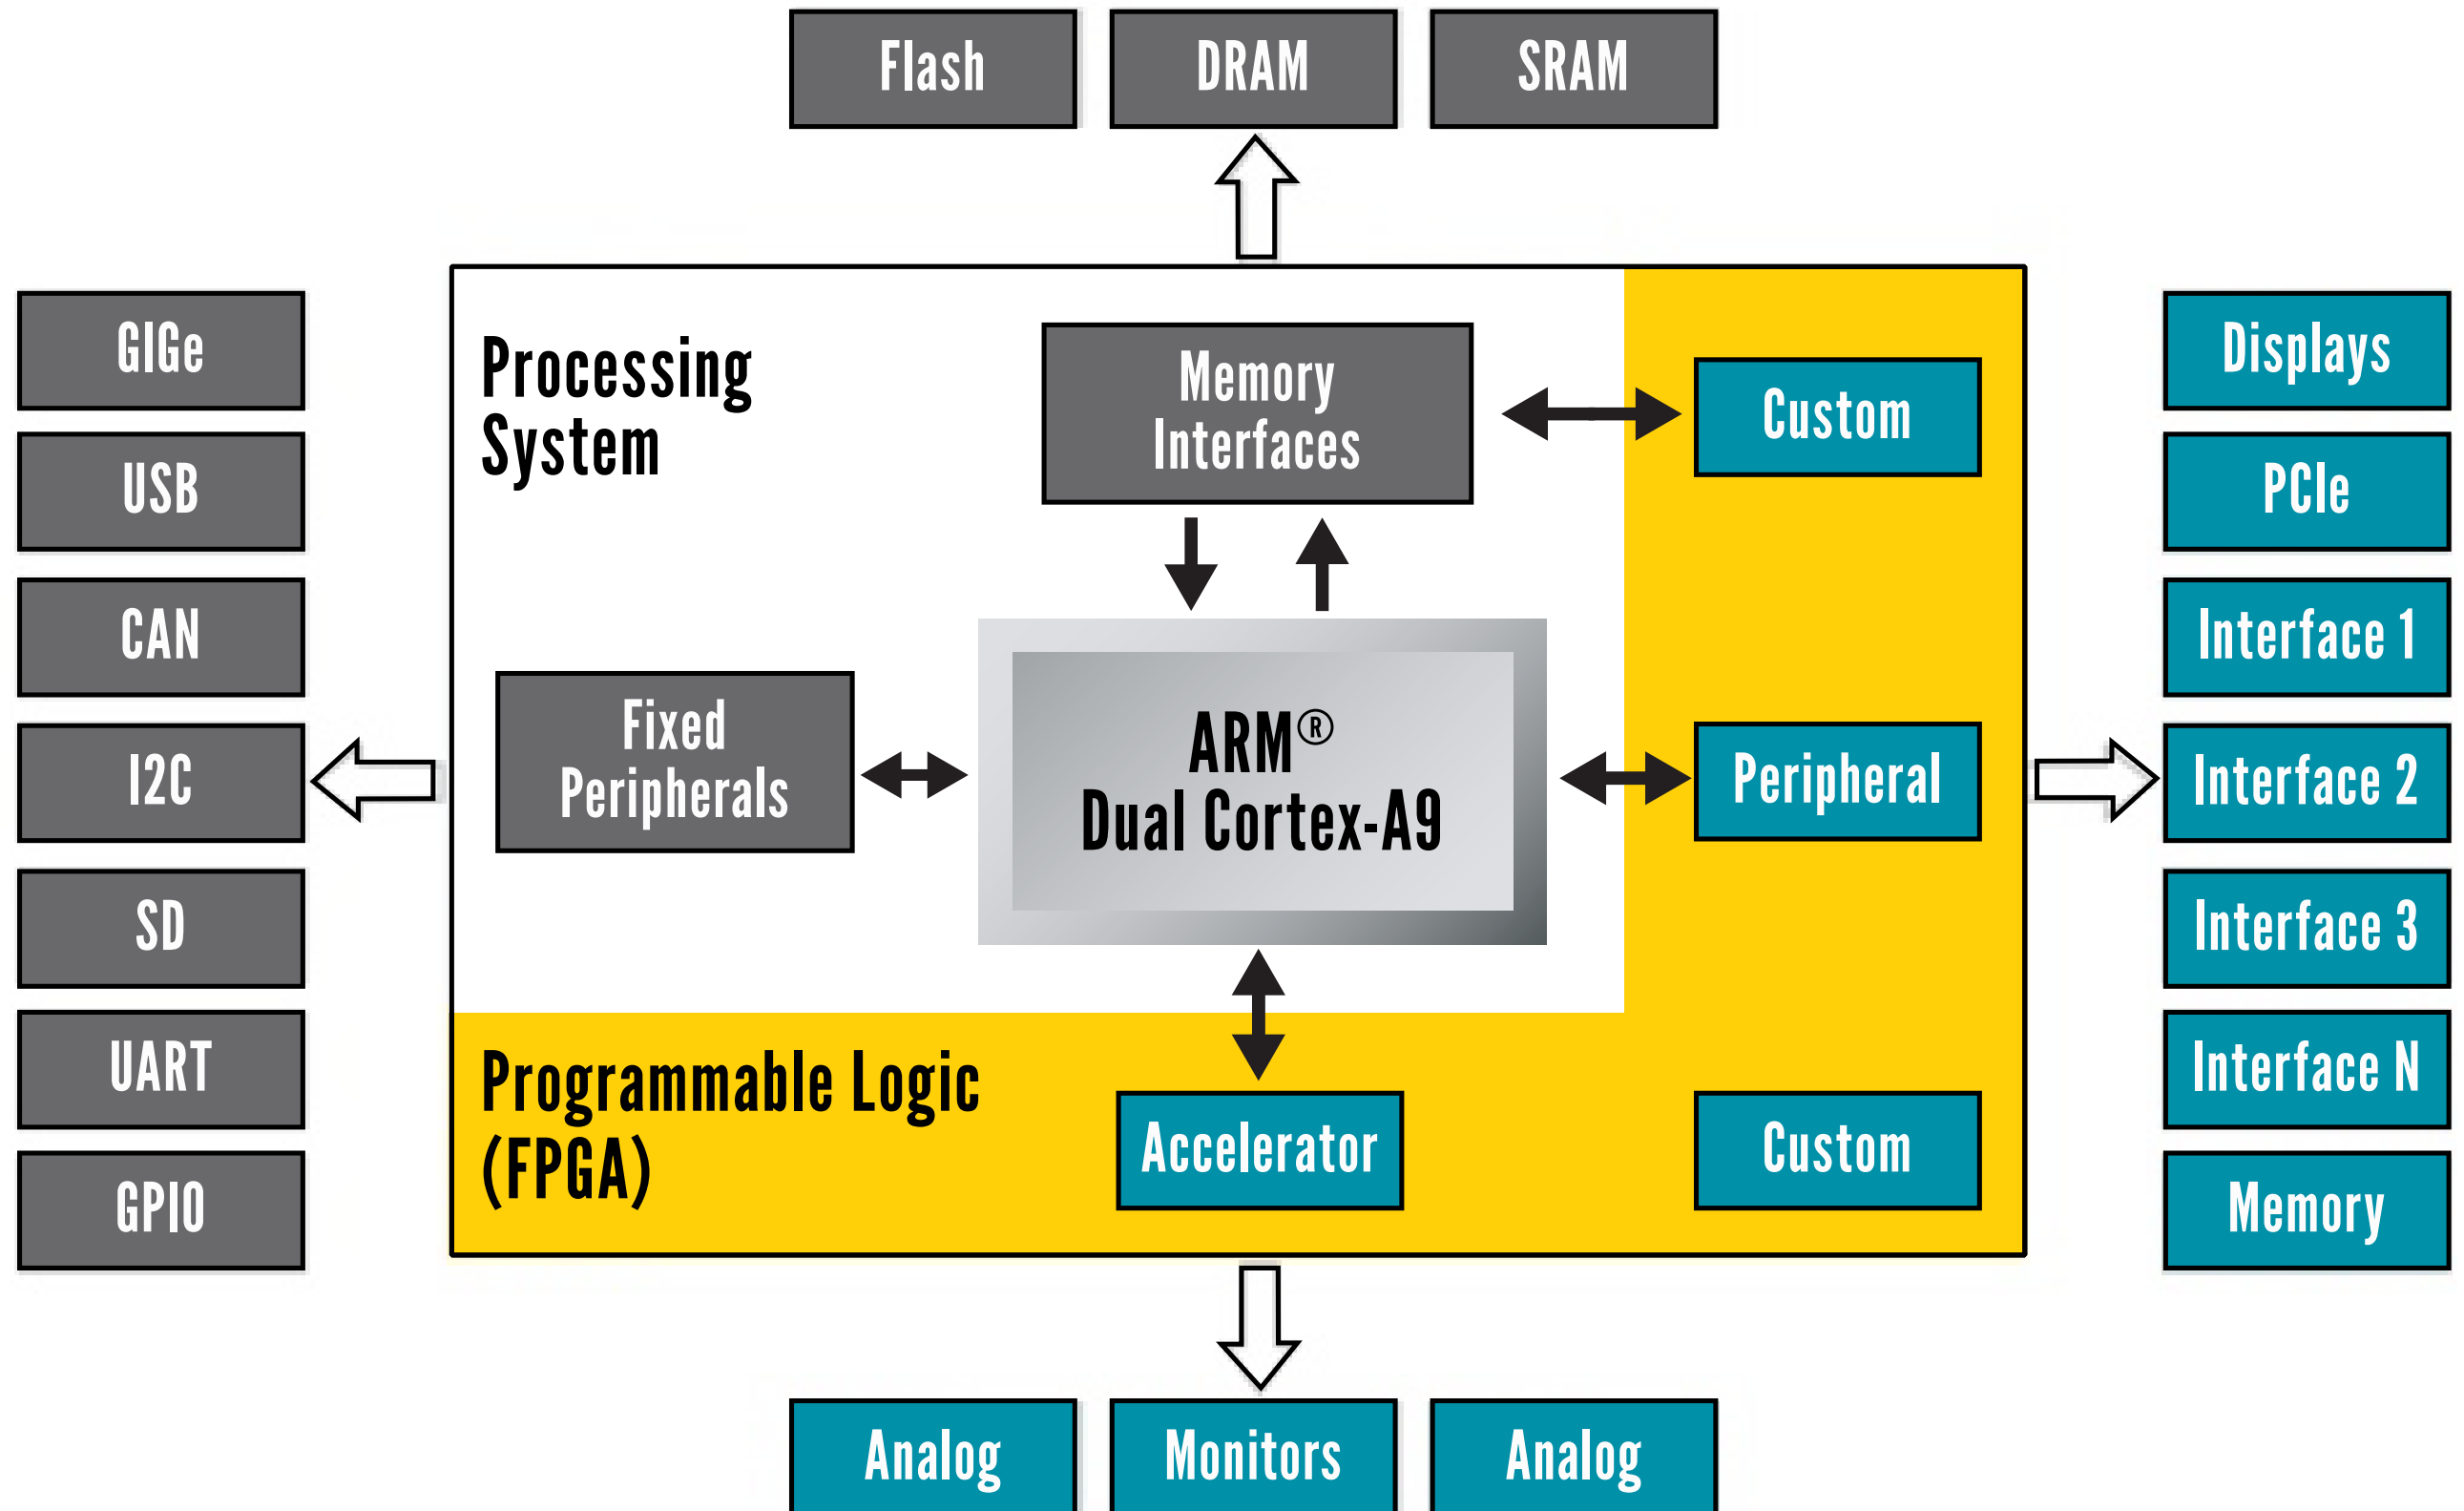 Flash
DRAM
SRAM
GIGe
USB
CAN
I2C
SD
UART
GPIO
Processing
System
Memory
Interfaces
Fixed
Peripherals
ARM®
Dual Cortex-A9
Custom
Peripheral
Programmable Logic
(FPGA)
Accelerator
Custom
Displays
PCIe
Interface 1
Interface 2
Interface 3
Interface N
Memory
Analog
Monitors
Analog